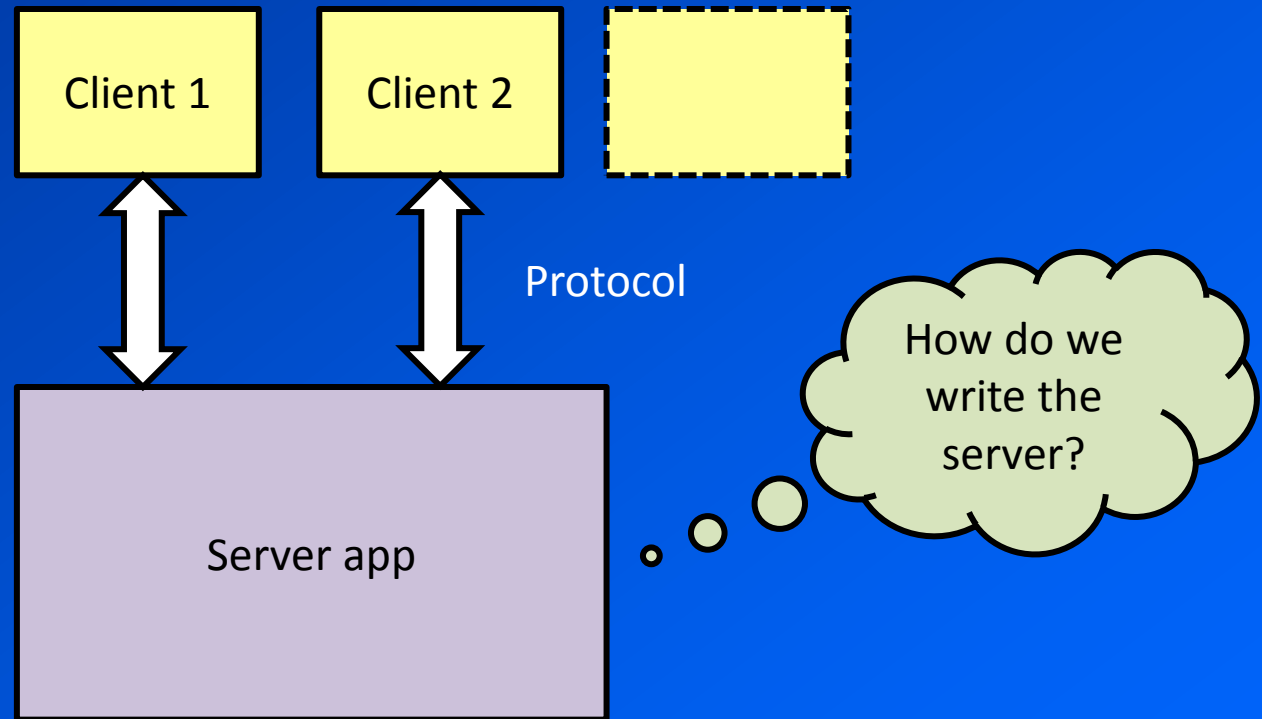 Client 1
Client 2
Protocol
How do we
write the
server?
Server app